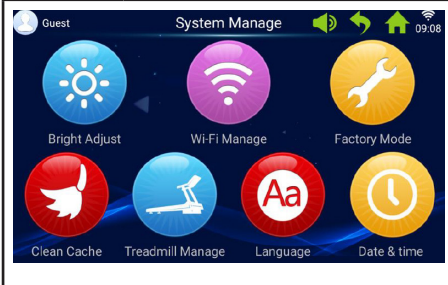 Guest
System Manage
09:08
Bright Adjust
Wi-Fi Manage
Factory Mode
Aa
Clean Cache
Treadmill Manage
Language
Date & time